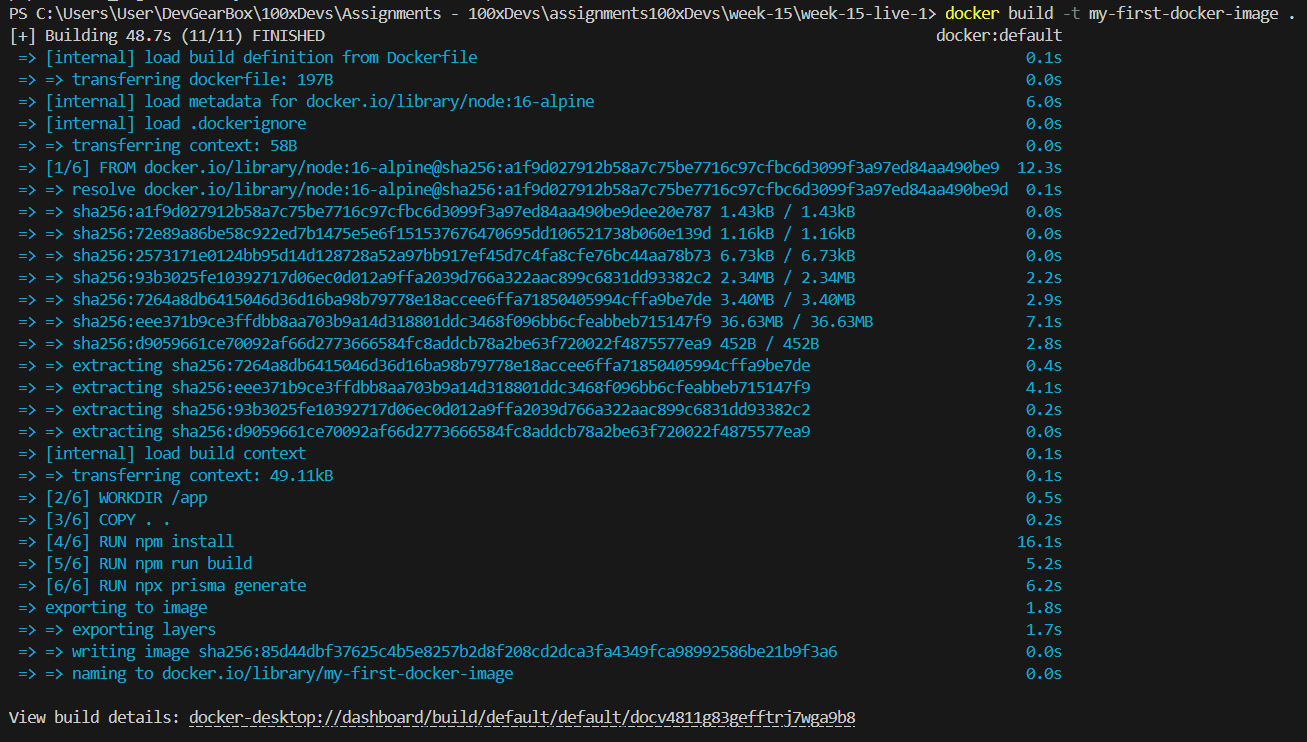 PS C:\Users\User\DevGearBox\100xDevs\Assignments - 100xDevs\assignments100xDevs\week-15\week-15-live-1> docker build -t my-first-docker-image .
[+] Building 48.7s (11/11) FINISHED docker:default
=> [internal] load build definition from Dockerfile 0.1s
=> => transferring dockerfile: 197B 0.0s
=> [internal] load metadata for docker.io/library/node:16-alpine 6.0s
=> [internal] load .dockerignore 0.0s
=> => transferring context: 58B 0.0s
=> [1/6] FROM docker.io/library/node:16-alpine@sha256:a1f9d027912b58a7c75be7716c97cfbc6d3099f3a97ed84aa490be9 12.3s
=> => resolve docker.io/library/node:16-alpine@sha256:a1f9d027912b58a7c75be7716c97cfbc6d3099f3a97ed84aa490be9d 0.1s
=> => sha256:a1f9d027912b58a7c75be7716c97cfbc6d3099f3a97ed84aa490be9dee20e787 1.43kB / 1.43kB 0.0s
=> => sha256:72e89a86be58c922ed7b1475e5e6f151537676470695dd106521738b060e139d 1.16kB / 1.16kB 0.0s
=> => sha256:2573171e0124bb95d14d128728a52a97bb917ef45d7c4fa8cfe76bc44aa78b73 6.73kB / 6.73kB 0.0s
=> => sha256:93b3025fe10392717d06ec0d012a9ffa2039d766a322aac899c6831dd93382c2 2.34MB / 2.34MB 2.2s
=> => sha256:7264a8db6415046d36d16ba98b79778e18accee6ffa71850405994cffa9be7de 3.40MB / 3.40MB 2.9s
=> => sha256:eee371b9ce3ffdbb8aa703b9a14d318801ddc3468f096bb6cfeabbeb715147f9 36.63MB / 36.63MB 7.1s
=> => sha256:d9059661ce70092af66d2773666584fc8addcb78a2be63f720022f4875577ea9 452B / 452B 2.8s
=> => extracting sha256:7264a8db6415046d36d16ba98b79778e18accee6ffa71850405994cffa9be7de 0.4s
=> => extracting sha256:eee371b9ce3ffdbb8aa703b9a14d318801ddc3468f096bb6cfeabbeb715147f9 4.1s
=> => extracting sha256:93b3025fe10392717d06ec0d012a9ffa2039d766a322aac899c6831dd93382c2 0.2s
=> => extracting sha256:d9059661ce70092af66d2773666584fc8addcb78a2be63f720022f4875577ea9 0.0s
=> [internal] load build context 0.1s
=> => transferring context: 49.11kB 0.1s
=> [2/6] WORKDIR /app 0.5s
=> [3/6] COPY . . 0.2s
=> [4/6] RUN npm install 16.1s
=> [5/6] RUN npm run build 5.2s
=> [6/6] RUN npx prisma generate 6.2s
=> exporting to image 1.8s
=> => exporting layers 1.7s
=> => writing image sha256:85d44dbf37625c4b5e8257b2d8f208cd2dca3fa4349fca98992586be21b9f3a6 0.0s
=> => naming to docker.io/library/my-first-docker-image 0.0s
View build details: docker-desktop://dashboard/build/default/default/docv4811g83gefftrj7wga9b8